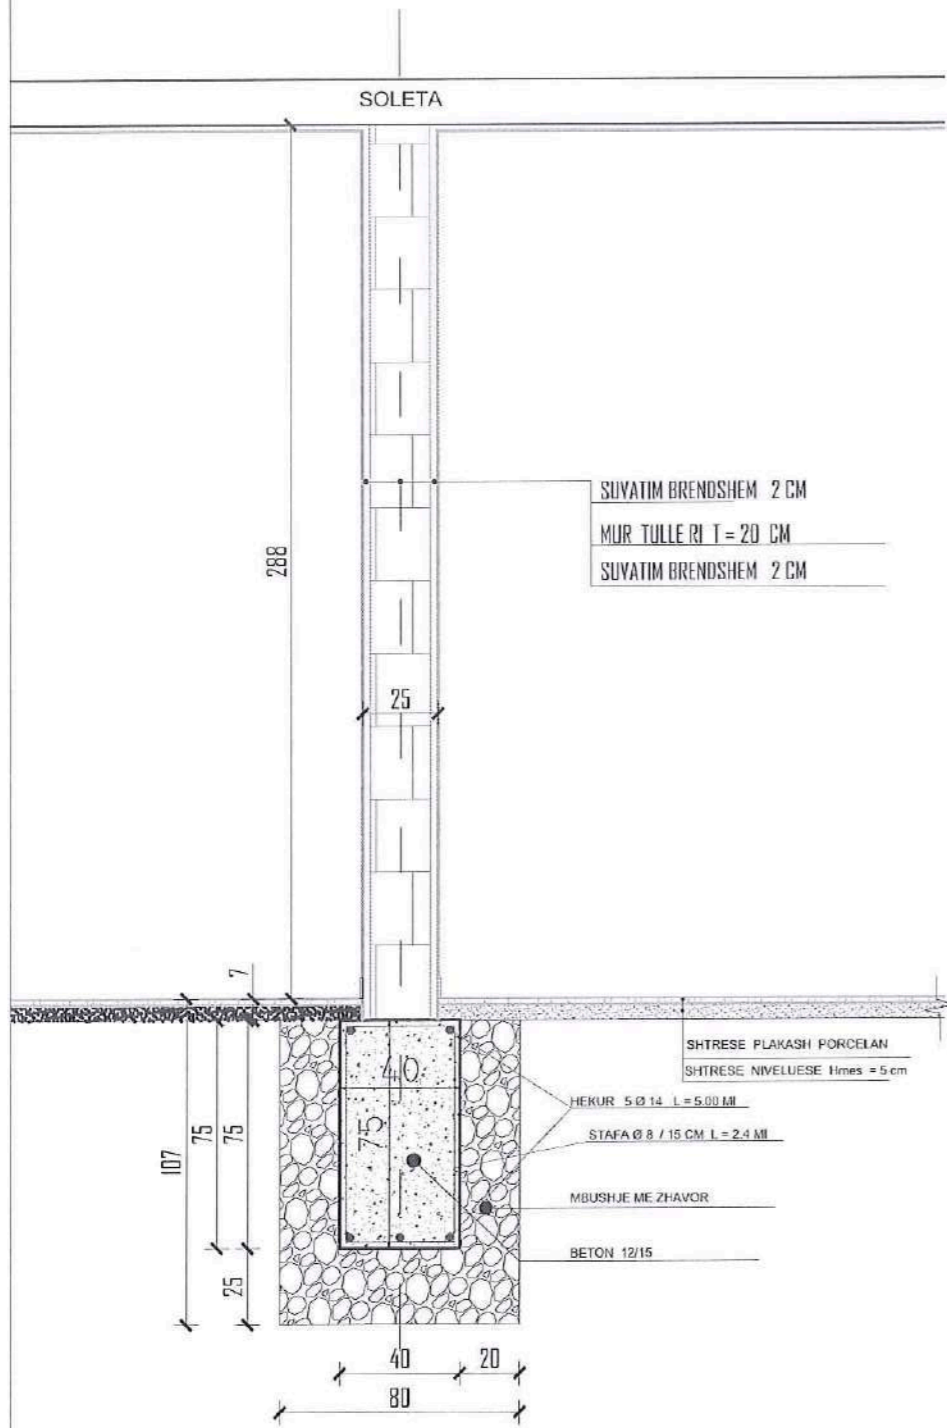 SOLETA
SUVATIM BRENDSHEM 2 CM
MUR TULLE RI T = 20 CM
SUVATIM BRENDSHEM 2 CM
288
25
7
SHTRESE PLAKASH PORCELAN
SHTRESE NIVELUESE Hmes = 5 cm
40
75
HEKUR 5 Ø 14 L = 5.00 Ml
STAFA Ø 8 / 15 CM L = 2.4 Ml
MBUSHJE ME ZHAVOR
BETON 12/15
107
75
75
25
40
20
80